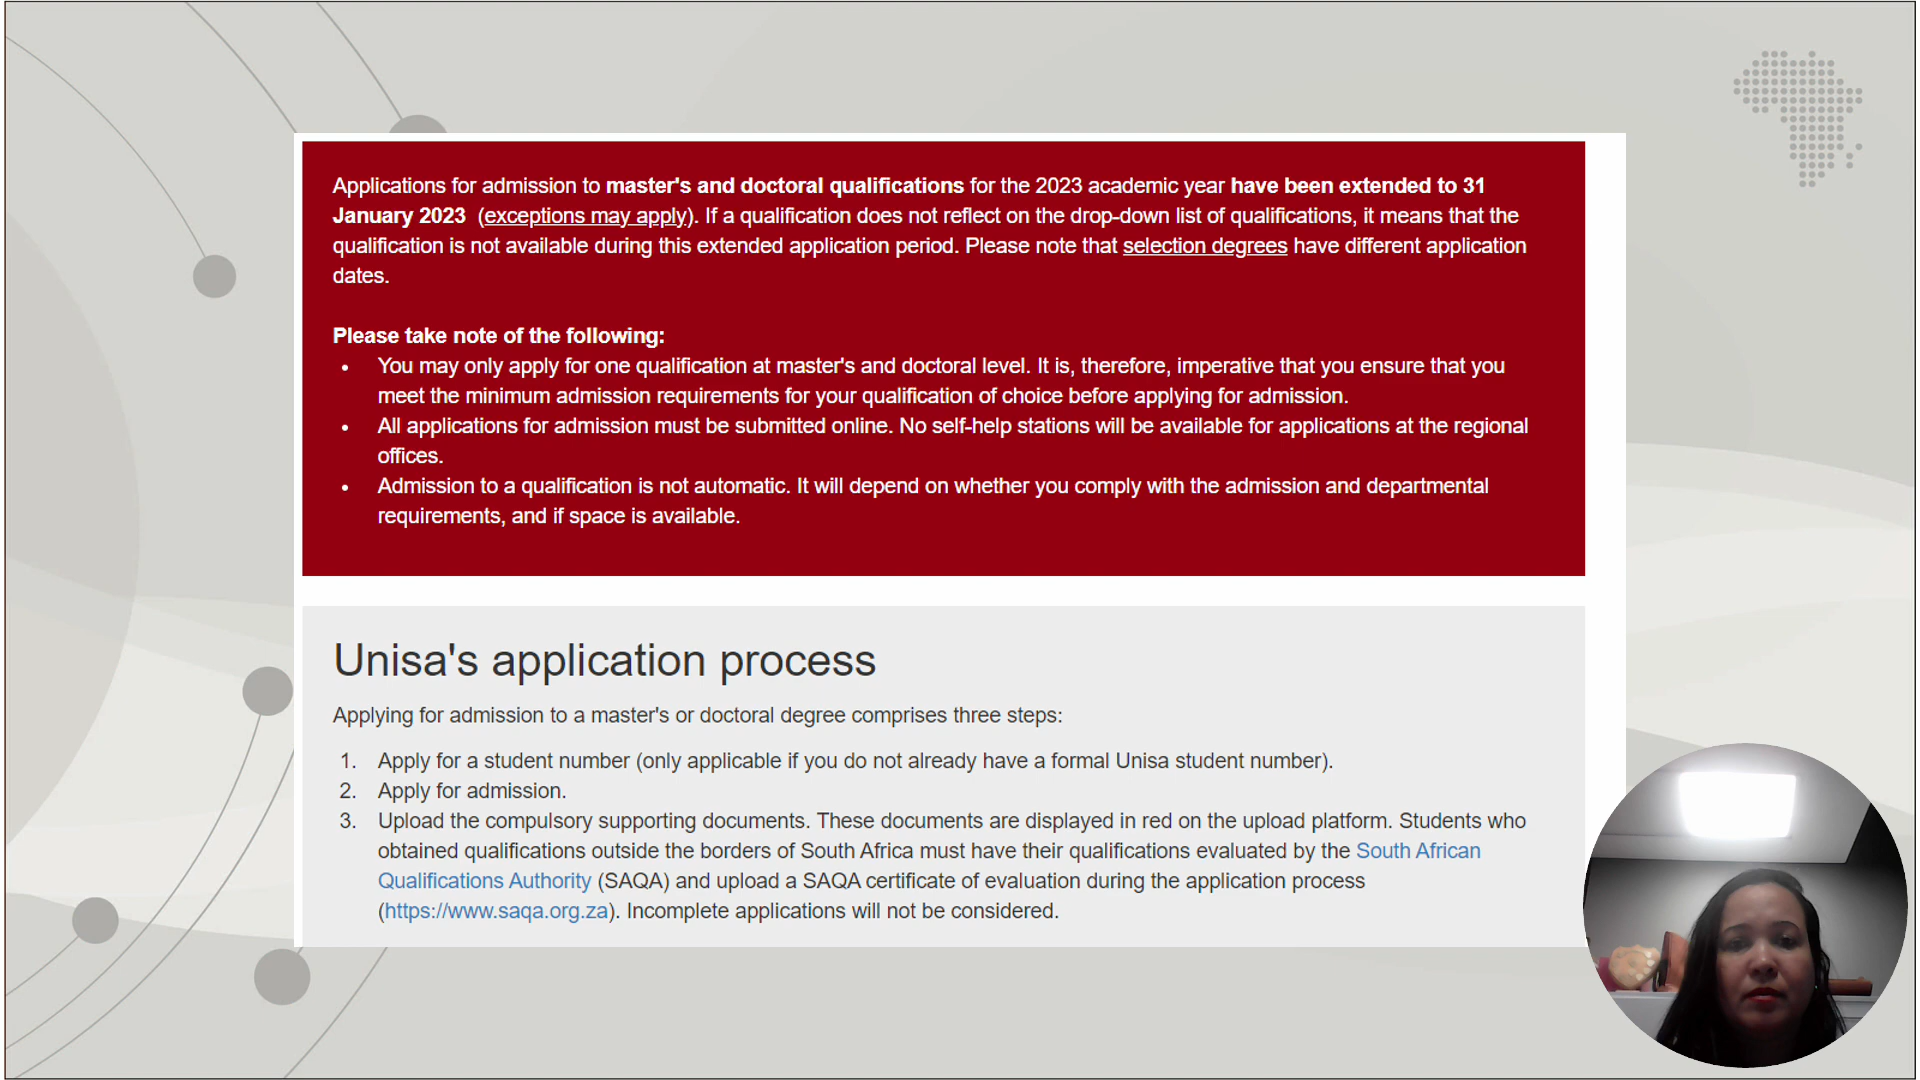 Applications for admission to master's and doctoral qualifications for the 2023 academic year have been extended to 31
January 2023 (exceptions may apply). If a qualification does not reflect on the drop-down list of qualifications, it means that the
qualification is not available during this extended application period. Please note that selection degrees have different application
dates.
Please take note of the following:
• You may only apply for one qualification at master's and doctoral level. It is, therefore, imperative that you ensure that you
meet the minimum admission requirements for your qualification of choice before applying for admission.
• All applications for admission must be submitted online. No self-help stations will be available for applications at the regional
offices.
• Admission to a qualification is not automatic. It will depend on whether you comply with the admission and departmental
requirements, and if space is available.
Unisa's application process
Applying for admission to a master's or doctoral degree comprises three steps:
1. Apply for a student number (only applicable if you do not already have a formal Unisa student number).
2. Apply for admission.
3. Upload the compulsory supporting documents. These documents are displayed in red on the upload platform. Students who
obtained qualifications outside the borders of South Africa must have their qualifications evaluated by the South African
Qualifications Authority (SAQA) and upload a SAQA certificate of evaluation during the application process
(https://www.saqa.org.za). Incomplete applications will not be considered.